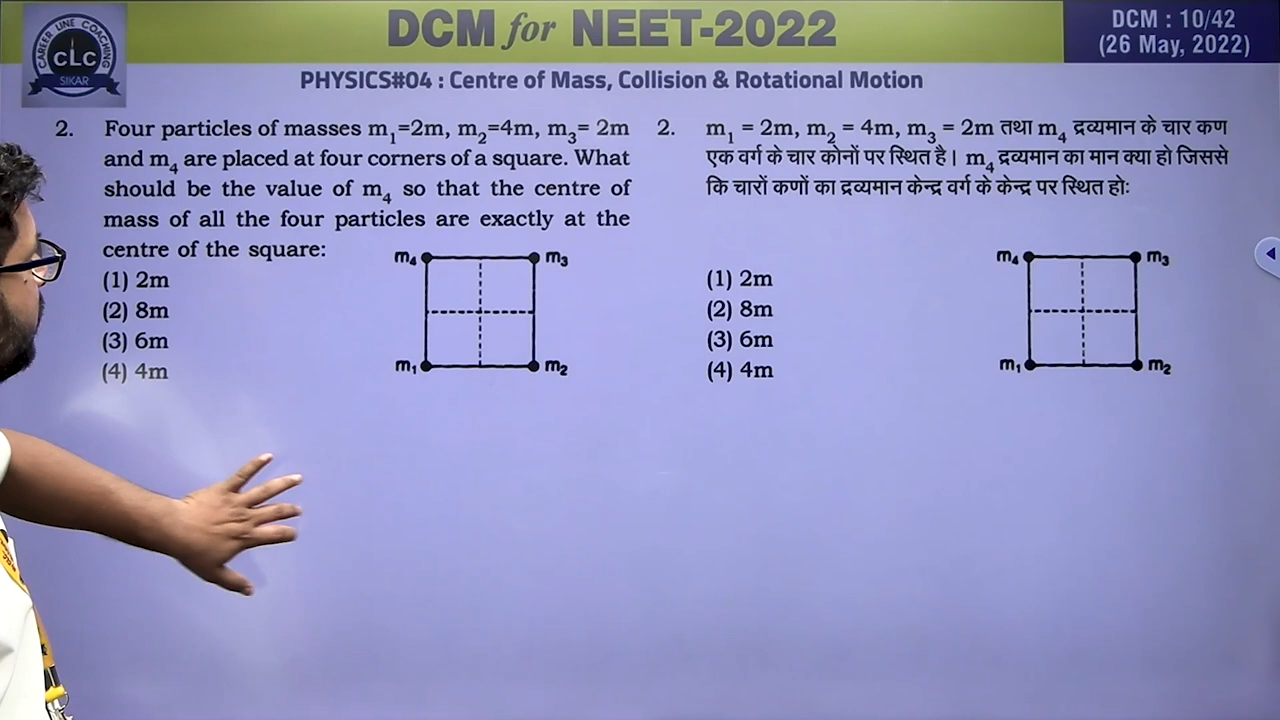 DCM for NEET-2022
DCM : 10/42
(26 May, 2022)
CAREER LINE COACHING
CLC
SIKAR
PHYSICS#04 : Centre of Mass, Collision & Rotational Motion
2. Four particles of masses m₁=2m, m₂=4m, m₃= 2m
and m₄ are placed at four corners of a square. What
should be the value of m₄ so that the centre of
mass of all the four particles are exactly at the
centre of the square:
(1) 2m
(2) 8m
(3) 6m
(4) 4m
m₄ m₃
m₁ m₂
2. m₁ = 2m, m₂ = 4m, m₃ = 2m तथा m₄ द्रव्यमान के चार कण
एक वर्ग के चार कोनों पर स्थित है। m₄ द्रव्यमान का मान क्या हो जिससे
कि चारों कणों का द्रव्यमान केन्द्र वर्ग के केन्द्र पर स्थित हो:
(1) 2m
(2) 8m
(3) 6m
(4) 4m
m₄ m₃
m₁ m₂